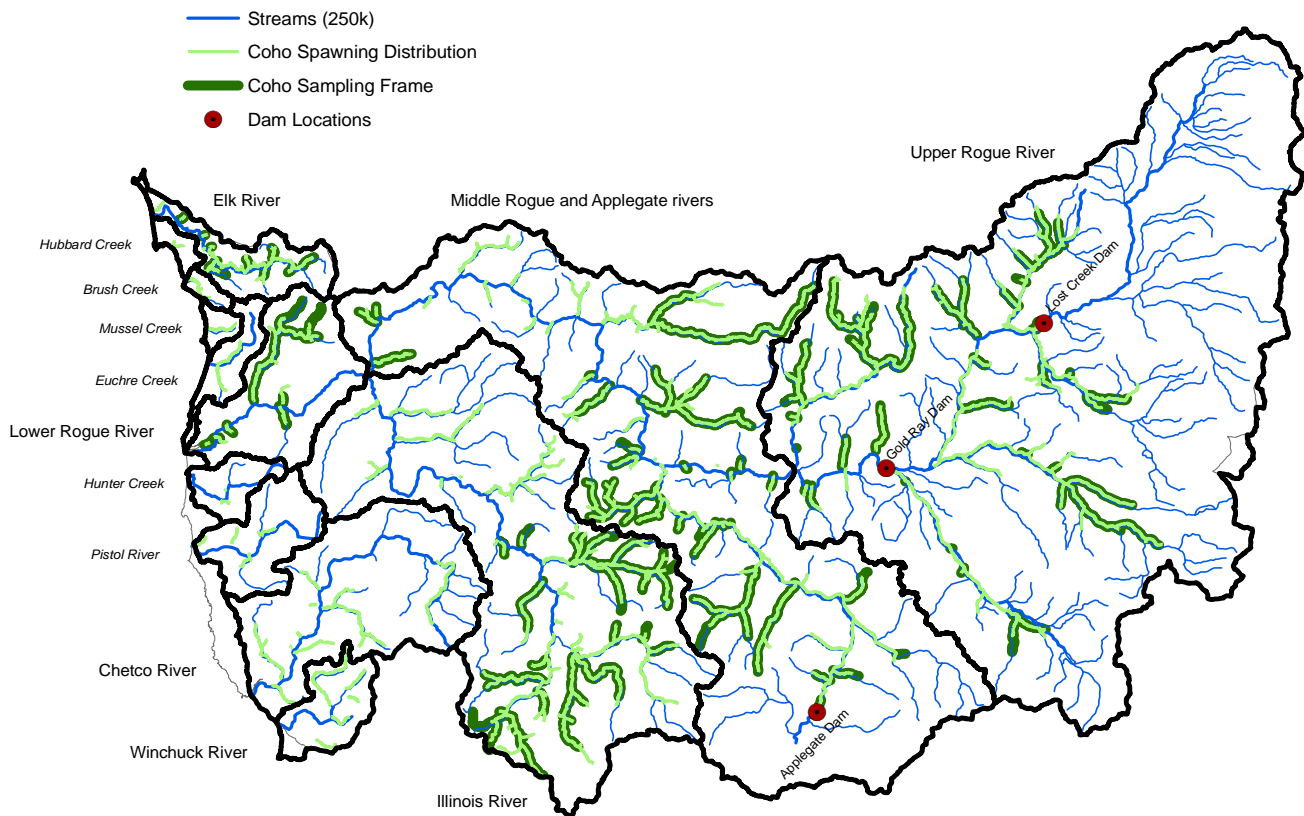 Streams (250k)
Coho Spawning Distribution
Coho Sampling Frame
Dam Locations
Upper Rogue River
Elk River
Middle Rogue and Applegate rivers
Hubbard Creek
Brush Creek
Mussel Creek
Euchre Creek
Lower Rogue River
Hunter Creek
Pistol River
Chetco River
Winchuck River
Illinois River
Lost Creek Dam
Gold Ray Dam
Applegate Dam